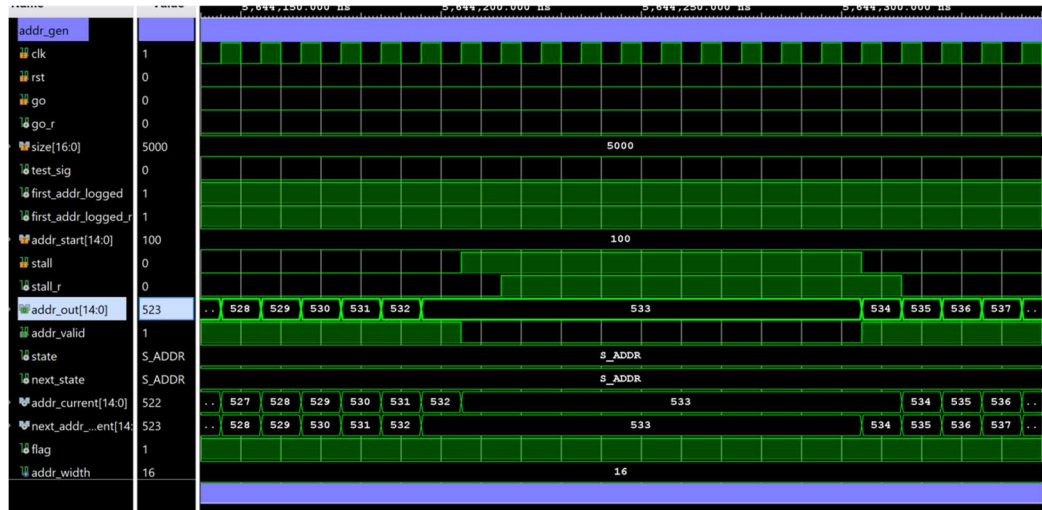 Name Value 5,644,150.000 ns 5,644,200.000 ns 5,644,250.000 ns 5,644,300.000 ns
addr_gen
clk 1
rst 0
go 0
go_r 0
size[16:0] 5000 5000
test_sig 0
first_addr_logged 1
first_addr_logged_r 1
addr_start[14:0] 100 100
stall 0
stall_r 0
addr_out[14:0] 523 .. 528 529 530 531 532 533 534 535 536 537 ..
addr_valid 1
state S_ADDR S_ADDR
next_state S_ADDR S_ADDR
addr_current[14:0] 522 .. 527 528 529 530 531 532 533 534 535 536 ..
next_addr_...ent[14: 523 .. 528 529 530 531 532 533 534 535 536 537 ..
flag 1
addr_width 16 16